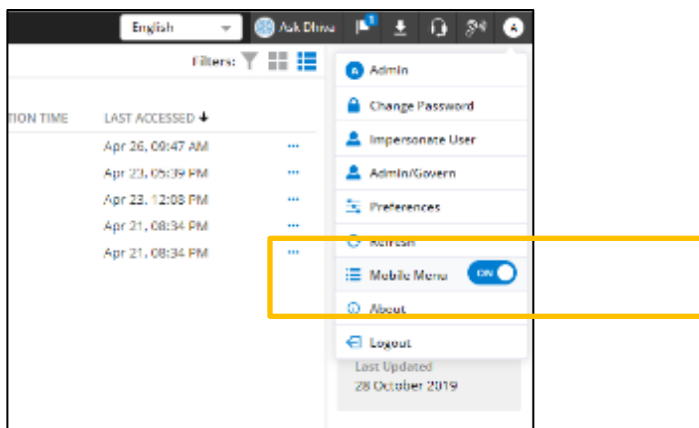 English Ask Dhva 1 A
Filters:
TION TIME LAST ACCESSED
Apr 26, 09:47 AM ...
Apr 23, 05:39 PM ...
Apr 23, 12:08 PM ...
Apr 21, 08:34 PM ...
Apr 21, 08:34 PM ...
A Admin
Change Password
Impersonate User
Admin/Govern
Preferences
Refresh
Mobile Menu ON
About
Logout
Last Updated
28 October 2019